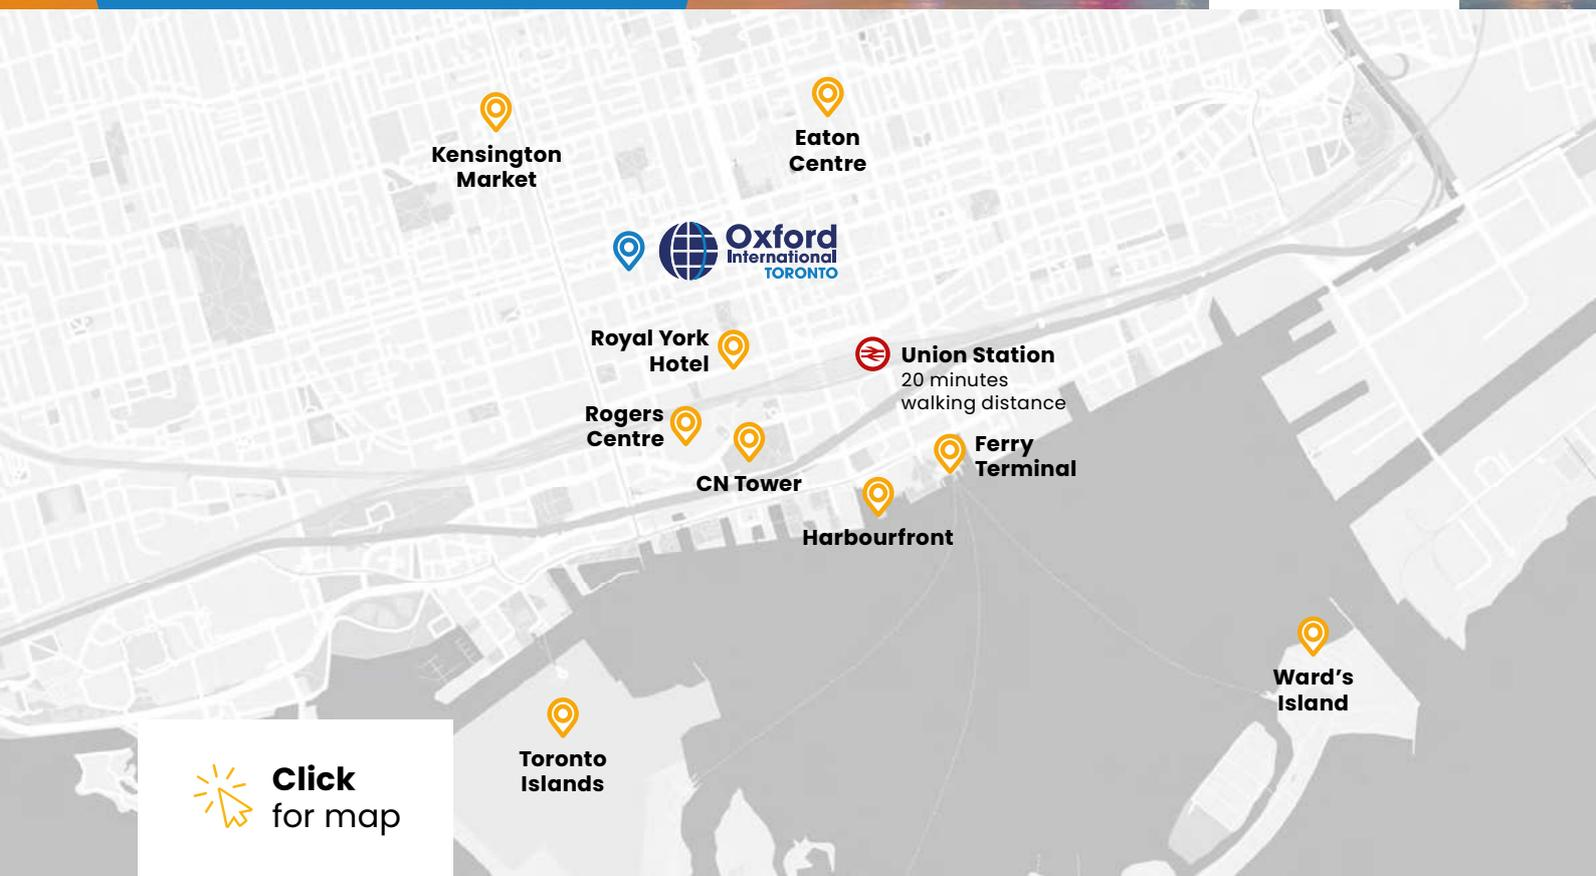 Kensington
Market
Eaton
Centre
Oxford
International
TORONTO
Royal York
Hotel
Union Station
20 minutes
walking distance
Rogers
Centre
CN Tower
Ferry
Terminal
Harbourfront
Ward’s
Island
Toronto
Islands
Click
for map